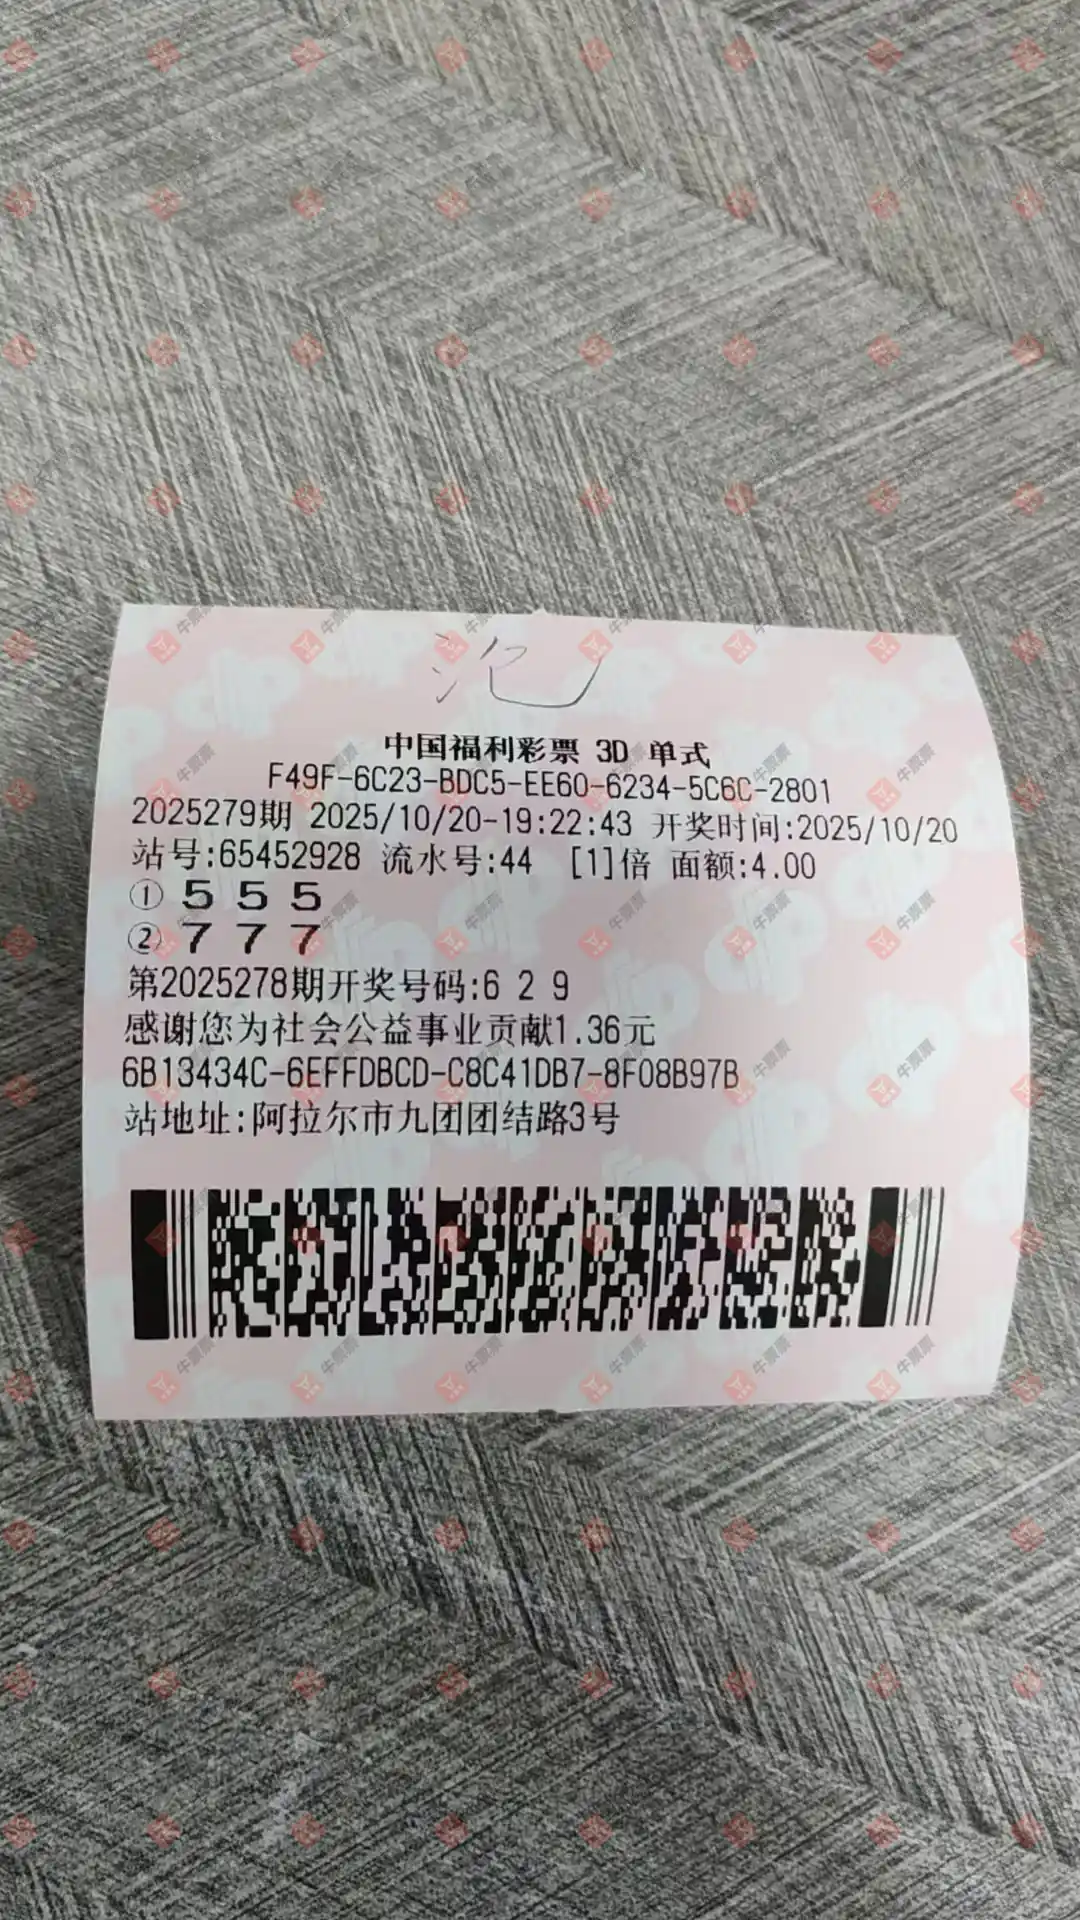 中国福利彩票 3D 单式
F49F-6C23-BDC5-EE60-6234-5C6C-2801
2025279期 2025/10/20-19:22:43 开奖时间:2025/10/20
站号:65452928 流水号:44 [1]倍 面额:4.00
① 5 5 5
② 7 7 7
第2025278期开奖号码:6 2 9
感谢您为社会公益事业贡献1.36元
6B13434C-6EFFDBCD-C8C41DB7-8F08B97B
站地址:阿拉尔市九团团结路3号
牛票票